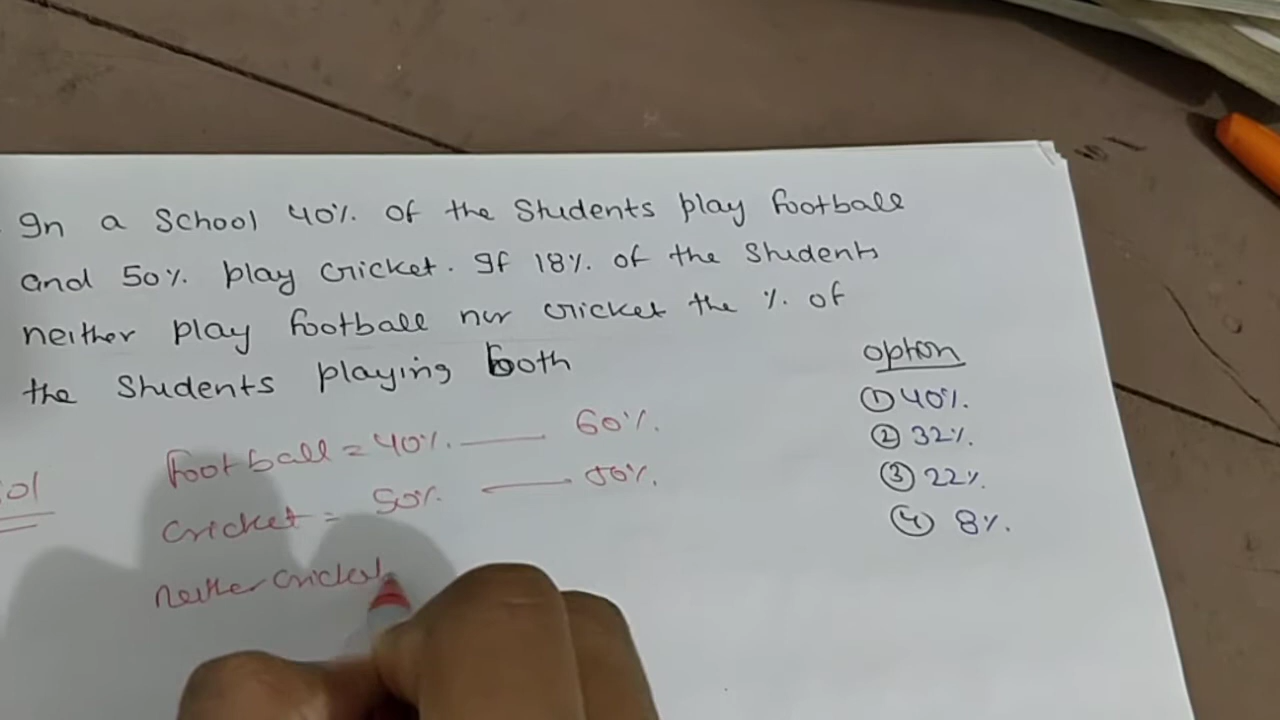 In a School 40%. of the Students play football
and 50%. play cricket. If 18%. of the Students
neither play football nur cricket the %. of
the Students playing both
option
① 40%.
② 32%.
③ 22%.
④ 8%.
football = 40%. —— 60%.
Sol
cricket = 50%. —— 50%.
neither cricket